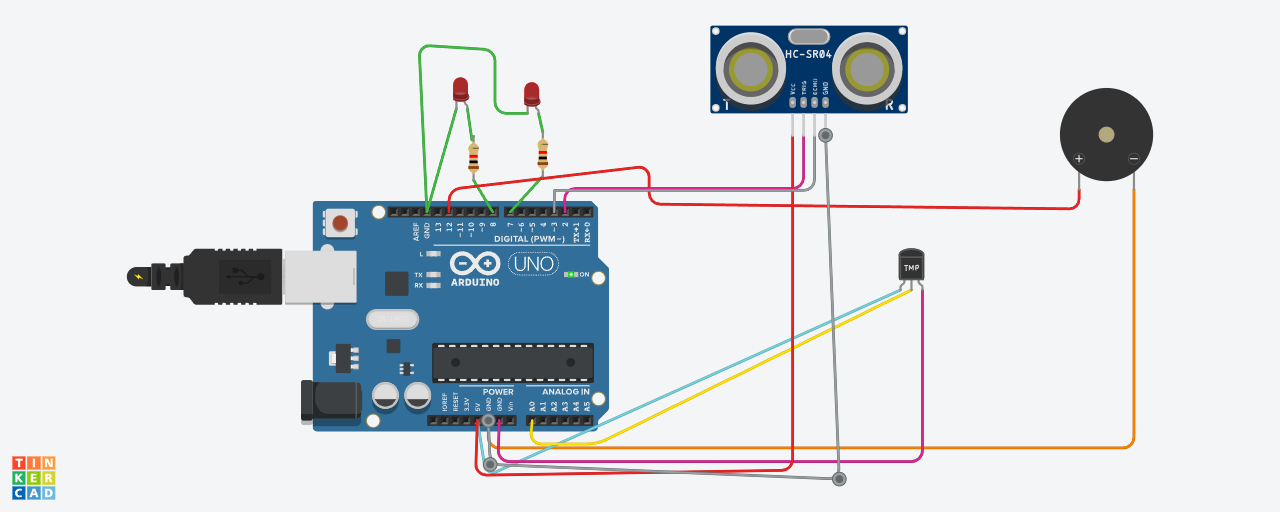 HC-SR04
VCC
TRIG
ECHO
GND
T
R
+
−
AREF
GND
13
12
~11
~10
~9
8
7
~6
~5
4
~3
2
TX→1
RX←0
DIGITAL (PWM~)
L
TX
RX
UNO
ON
ARDUINO
TMP
POWER
ANALOG IN
IOREF
RESET
3.3V
5V
GND
GND
Vin
A0
A1
A2
A3
A4
A5
TIN
KER
CAD